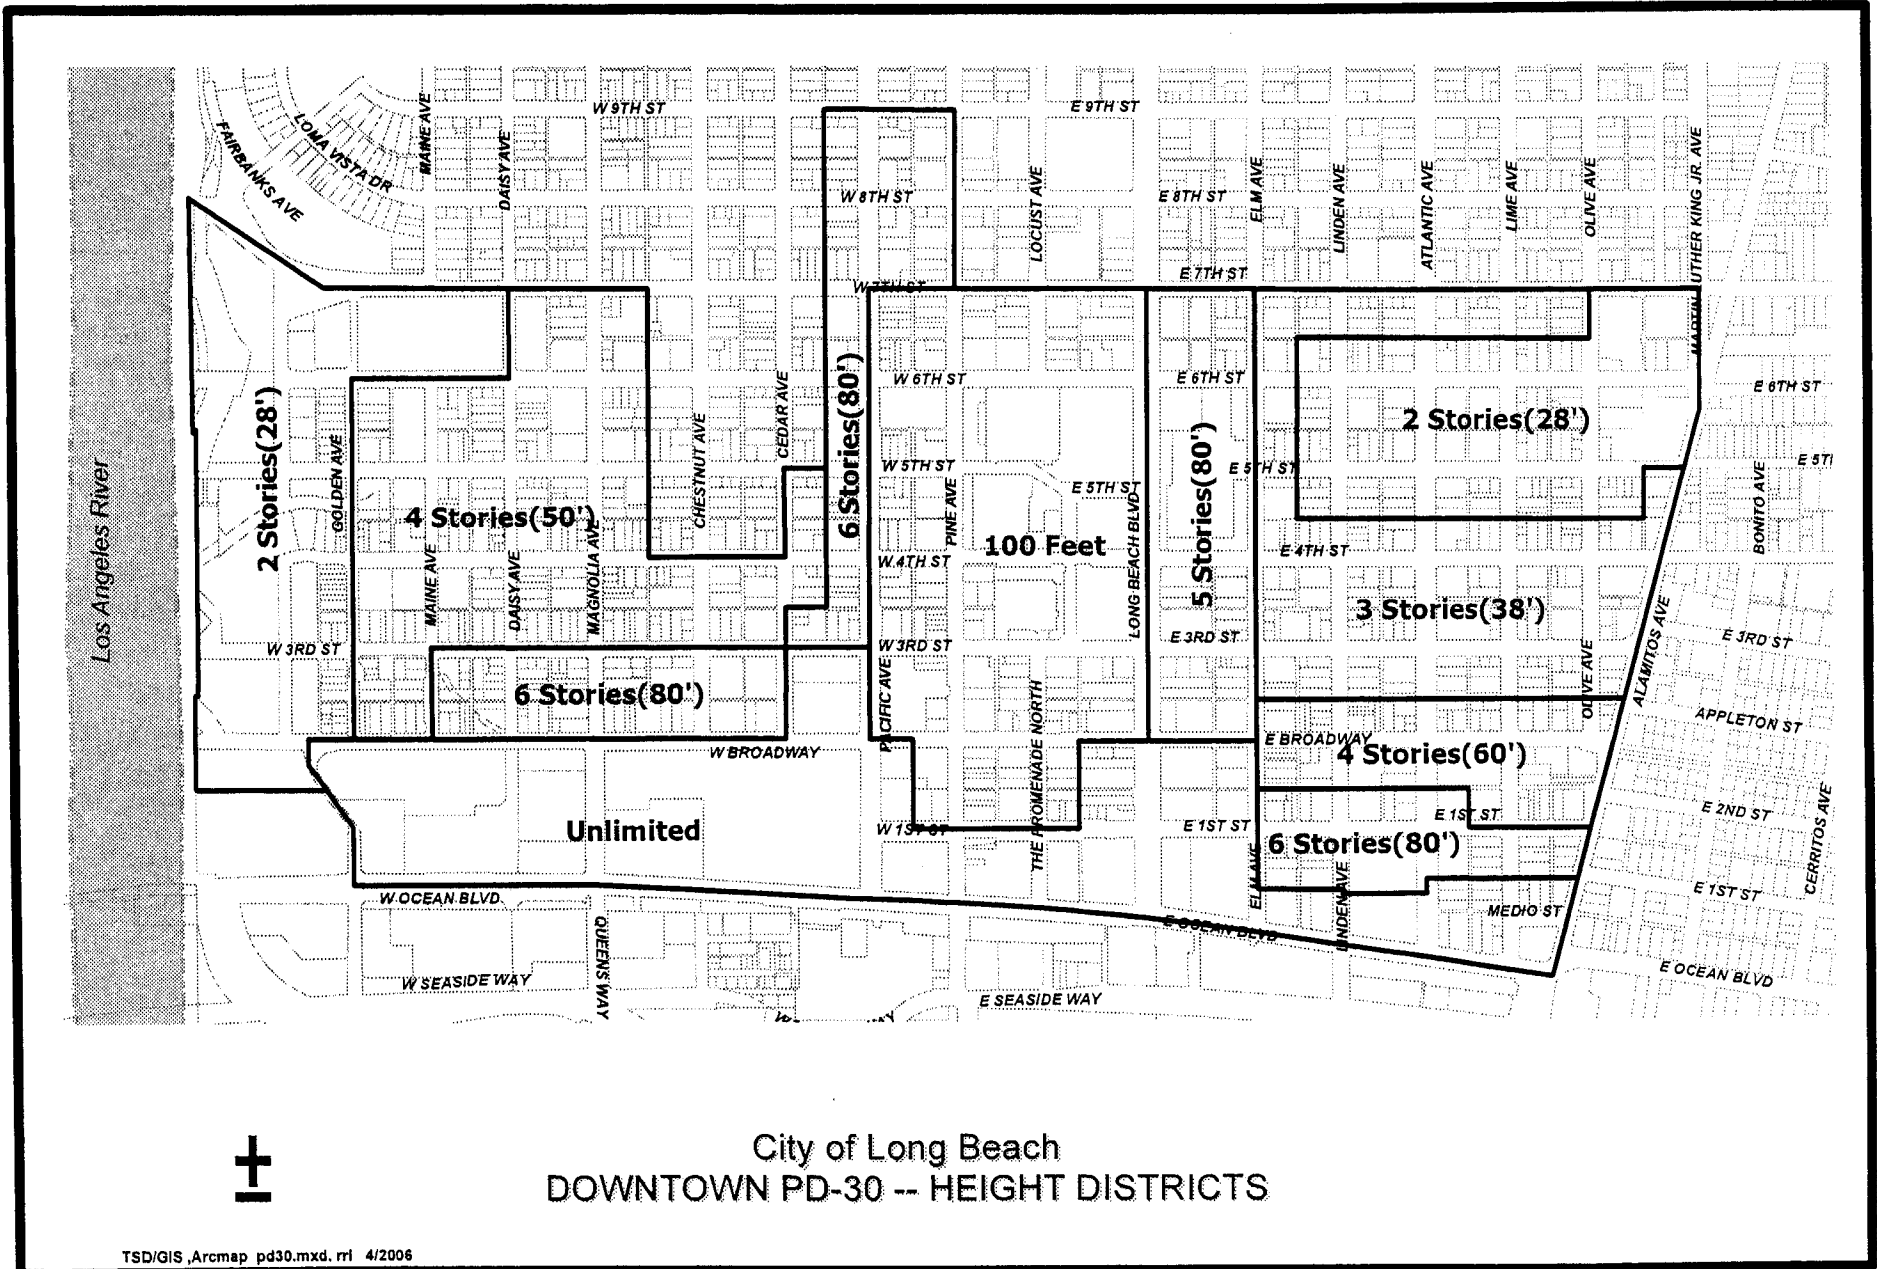 W 9TH ST
E 9TH ST
MAINE AVE
FAIRBANKS AVE
LOMA VISTA DR
DAISY AVE
W 8TH ST
E 8TH ST
LOCUST AVE
ELM AVE
LINDEN AVE
ATLANTIC AVE
LIME AVE
OLIVE AVE
MARTIN LUTHER KING JR. AVE
W 7TH ST
E 7TH ST
W 6TH ST
E 6TH ST
E 6TH ST
2 Stories(28')
GOLDEN AVE
4 Stories(50')
CHESTNUT AVE
CEDAR AVE
6 Stories(80')
W 5TH ST
PINE AVE
E 5TH ST
LONG BEACH BLVD
5 Stories(80')
E 5TH ST
2 Stories(28')
BONITO AVE
E 5T
Los Angeles River
MAINE AVE
DAISY AVE
MAGNOLIA AVE
W 4TH ST
100 Feet
E 4TH ST
3 Stories(38')
W 3RD ST
W 3RD ST
E 3RD ST
E 3RD ST
OLIVE AVE
ALAMITOS AVE
6 Stories(80')
PACIFIC AVE
THE PROMENADE NORTH
APPLETON ST
W BROADWAY
E BROADWAY
4 Stories(60')
Unlimited
W 1ST ST
E 1ST ST
E 1ST ST
E 2ND ST
6 Stories(80')
CERRITOS AVE
ELM AVE
LINDEN AVE
E 1ST ST
W OCEAN BLVD
E OCEAN BLVD
MEDIO ST
QUEENS WAY
W SEASIDE WAY
E SEASIDE WAY
E OCEAN BLVD
City of Long Beach
DOWNTOWN PD-30 -- HEIGHT DISTRICTS
TSD/GIS ,Arcmap pd30.mxd. rrl 4/2006